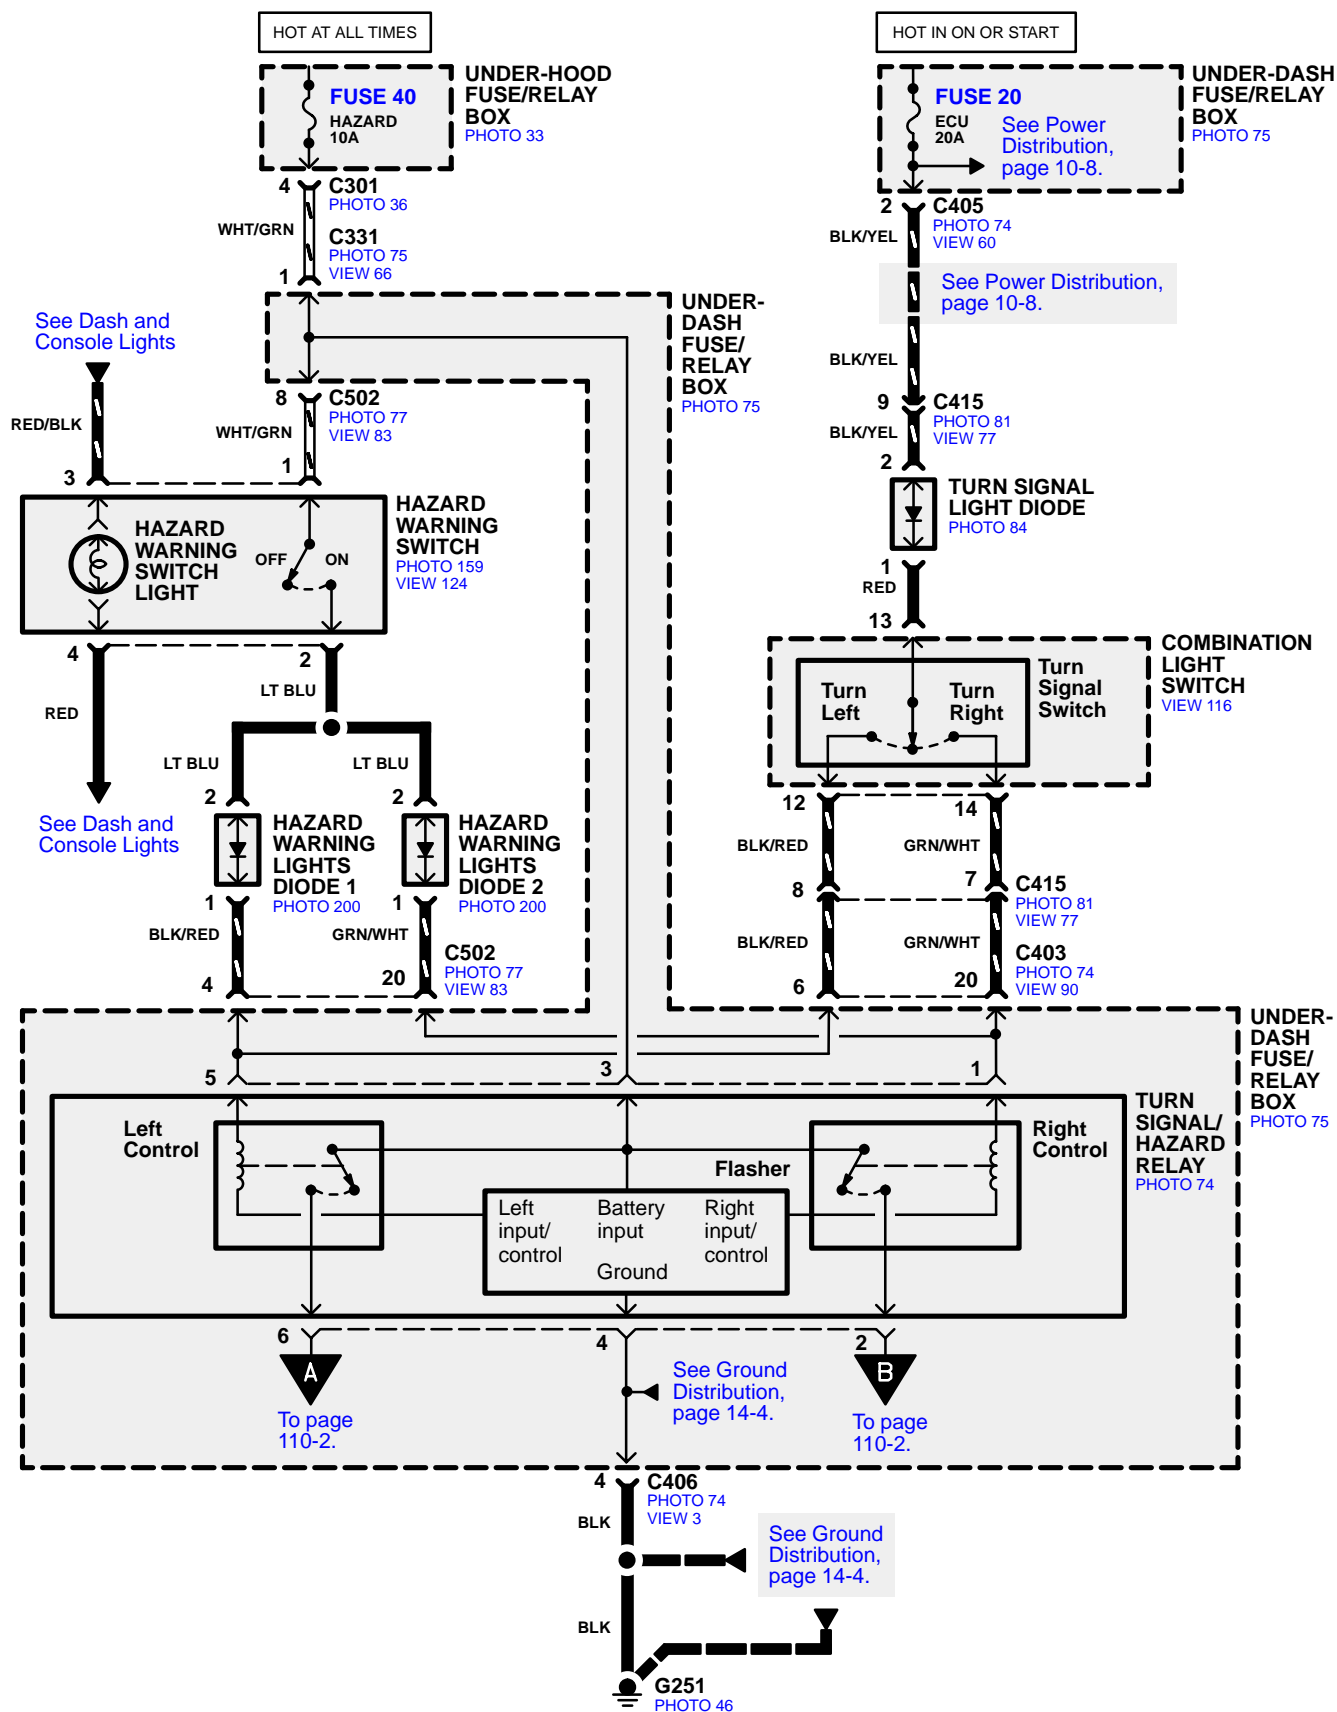 HOT AT ALL TIMES
HOT IN ON OR START
FUSE 40
HAZARD
10A
UNDER-HOOD
FUSE/RELAY
BOX
PHOTO 33
FUSE 20
ECU
20A
See Power
Distribution,
page 10-8.
UNDER-DASH
FUSE/RELAY
BOX
PHOTO 75
4
C301
PHOTO 36
WHT/GRN
C331
PHOTO 75
VIEW 66
1
2
C405
PHOTO 74
VIEW 60
BLK/YEL
See Power Distribution,
page 10-8.
See Dash and
Console Lights
UNDER-
DASH
FUSE/
RELAY
BOX
PHOTO 75
BLK/YEL
RED/BLK
8
C502
PHOTO 77
VIEW 83
WHT/GRN
9
C415
PHOTO 81
VIEW 77
BLK/YEL
3
1
2
HAZARD
WARNING
SWITCH
LIGHT
OFF
ON
HAZARD
WARNING
SWITCH
PHOTO 159
VIEW 124
TURN SIGNAL
LIGHT DIODE
PHOTO 84
1
RED
13
4
2
LT BLU
RED
Turn
Left
Turn
Right
Turn
Signal
Switch
COMBINATION
LIGHT
SWITCH
VIEW 116
LT BLU
LT BLU
2
2
12
14
See Dash and
Console Lights
HAZARD
WARNING
LIGHTS
DIODE 1
PHOTO 200
HAZARD
WARNING
LIGHTS
DIODE 2
PHOTO 200
BLK/RED
GRN/WHT
8
7
C415
PHOTO 81
VIEW 77
1
1
BLK/RED
GRN/WHT
BLK/RED
GRN/WHT
4
20
C502
PHOTO 77
VIEW 83
6
20
C403
PHOTO 74
VIEW 90
UNDER-
DASH
FUSE/
RELAY
BOX
PHOTO 75
5
3
1
Left
Control
Flasher
Right
Control
TURN
SIGNAL/
HAZARD
RELAY
PHOTO 74
Left
input/
control
Battery
input
Right
input/
control
Ground
6
4
2
A
B
See Ground
Distribution,
page 14-4.
To page
110-2.
To page
110-2.
4
C406
PHOTO 74
VIEW 3
BLK
See Ground
Distribution,
page 14-4.
BLK
G251
PHOTO 46